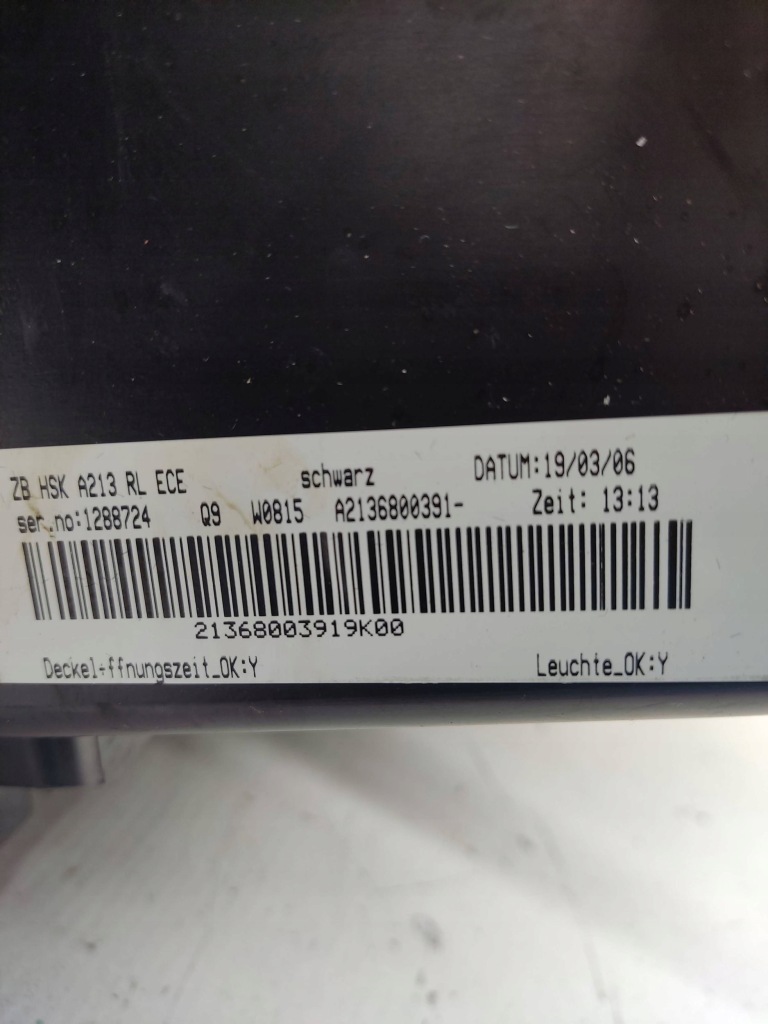 ZB HSK A213 RL ECE schwarz DATUM:19/03/06
ser.no:1288724 Q9 W0815 A2136800391- Zeit: 13:13
21368003919K00
Deckel÷ffnungszeit_OK:Y Leuchte_OK:Y